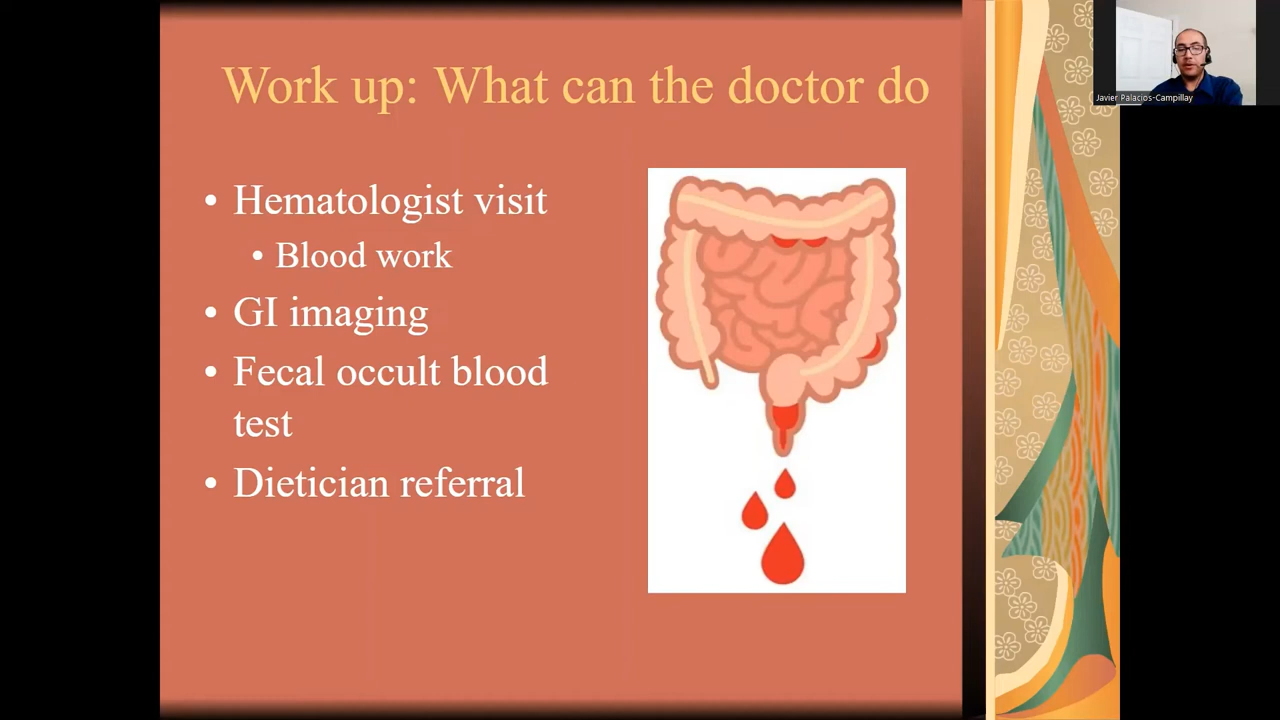 Work up: What can the doctor do
• Hematologist visit
• Blood work
• GI imaging
• Fecal occult blood
test
• Dietician referral
Javier Palacios-Campillay